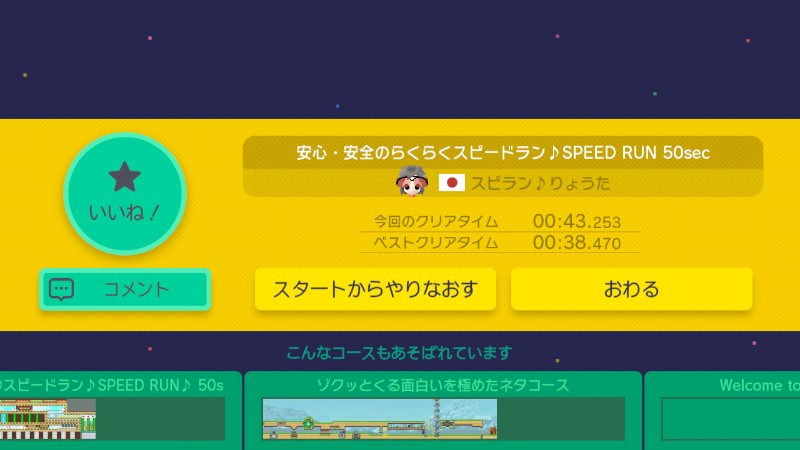 安心・安全のらくらくスピードラン♪SPEED RUN 50sec
スピラン♪りょうた
いいね!
今回のクリアタイム 00:43.253
ベストクリアタイム 00:38.470
コメント
スタートからやりなおす
おわる
こんなコースもあそばれています
スピードラン♪SPEED RUN♪ 50s
ゾクッとくる面白いを極めたネタコース
Welcome to